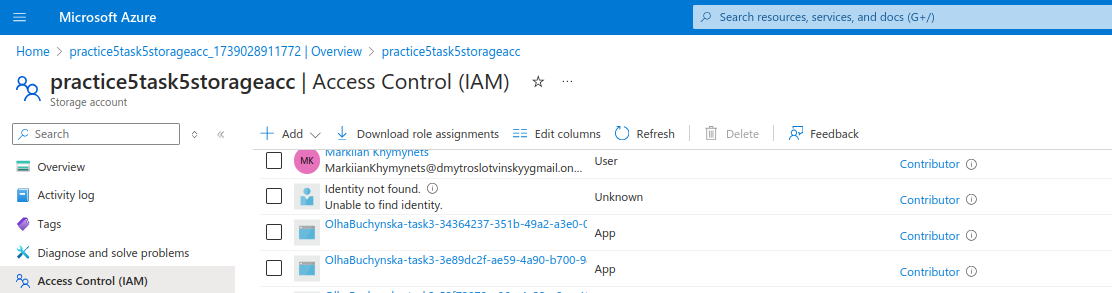 Microsoft Azure
Search resources, services, and docs (G+/)
Home > practice5task5storageacc_1739028911772 | Overview > practice5task5storageacc
practice5task5storageacc | Access Control (IAM)
Storage account
Search
Add
Download role assignments
Edit columns
Refresh
Delete
Feedback
Overview
Activity log
Tags
Diagnose and solve problems
Access Control (IAM)
MK
Markiian Khymynets
MarkiianKhymynets@dmytroslotvinskyygmail.on...
User
Contributor
Identity not found.
Unable to find identity.
Unknown
Contributor
OlhaBuchynska-task3-34364237-351b-49a2-a3e0-0
App
Contributor
OlhaBuchynska-task3-3e89dc2f-ae59-4a90-b700-9
App
Contributor